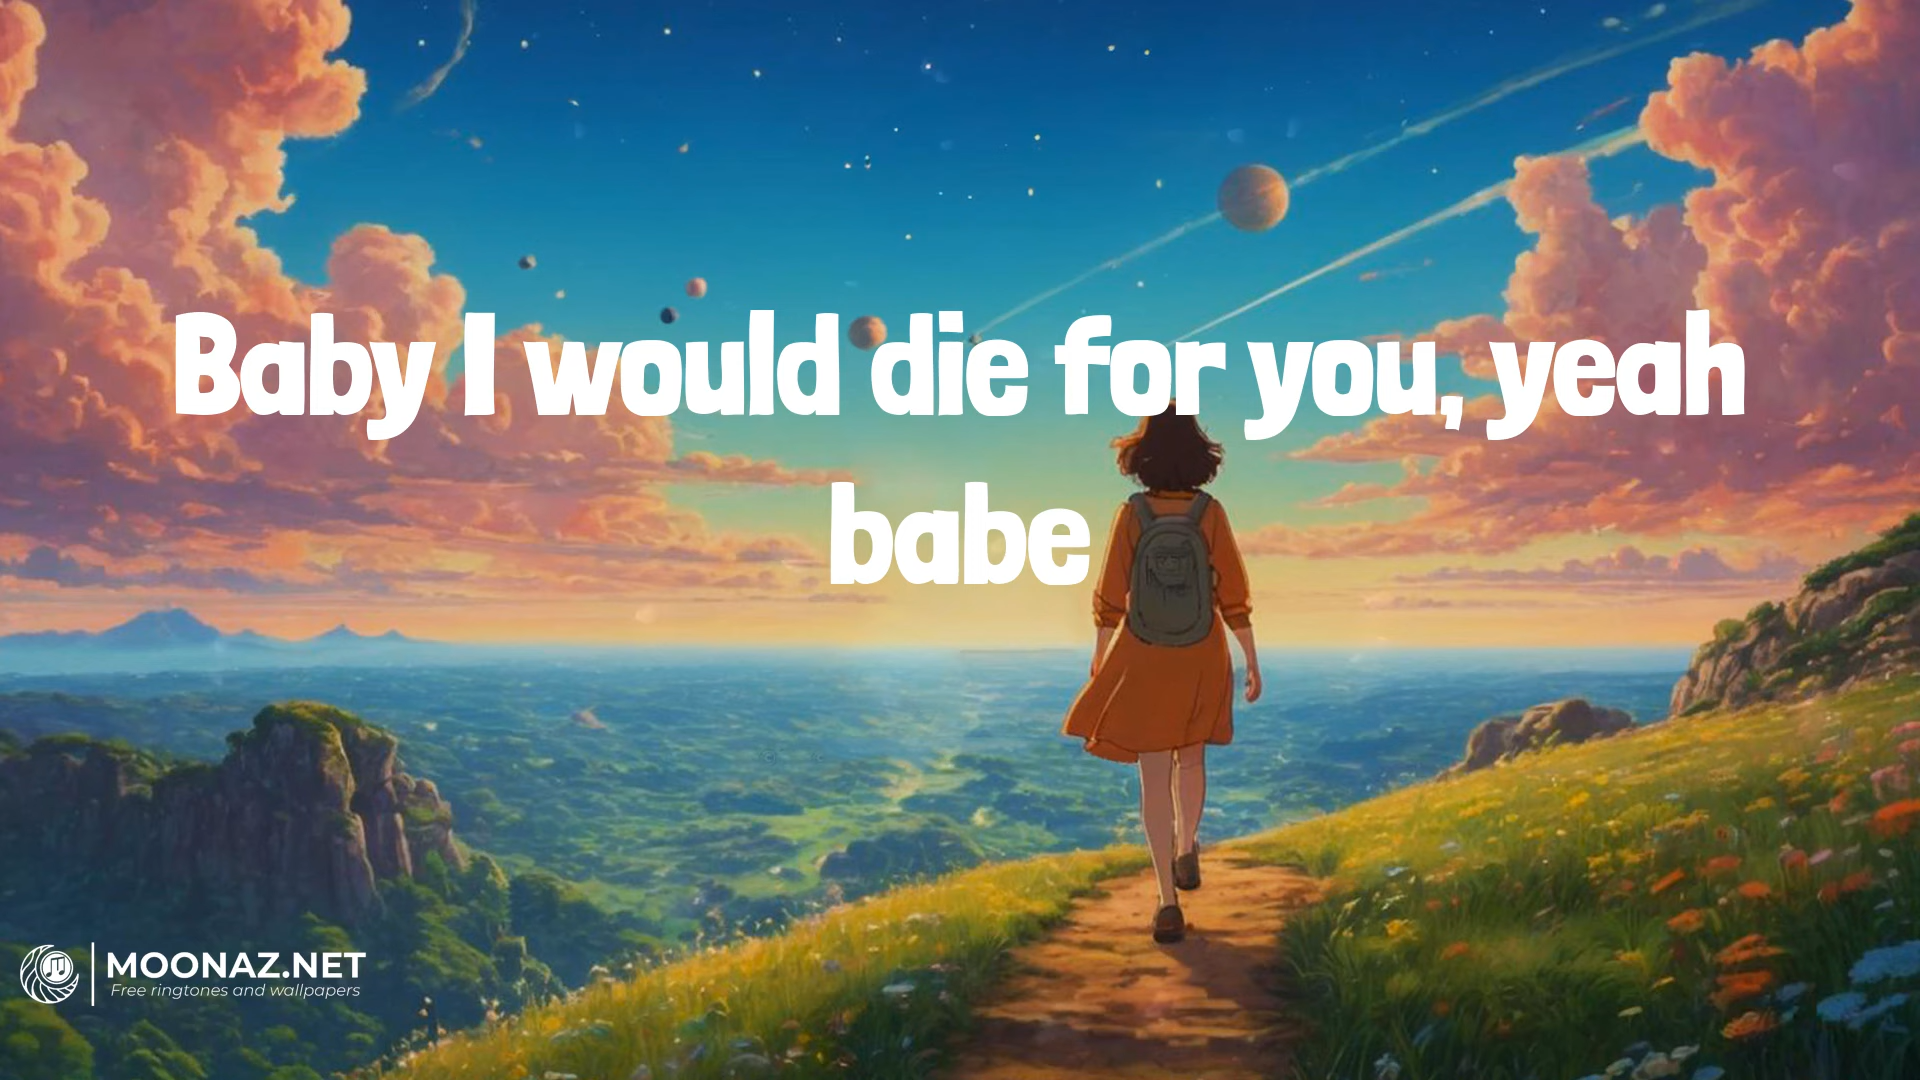 Baby I would die for you, yeah
babe
MOONAZ.NET
Free ringtones and wallpapers